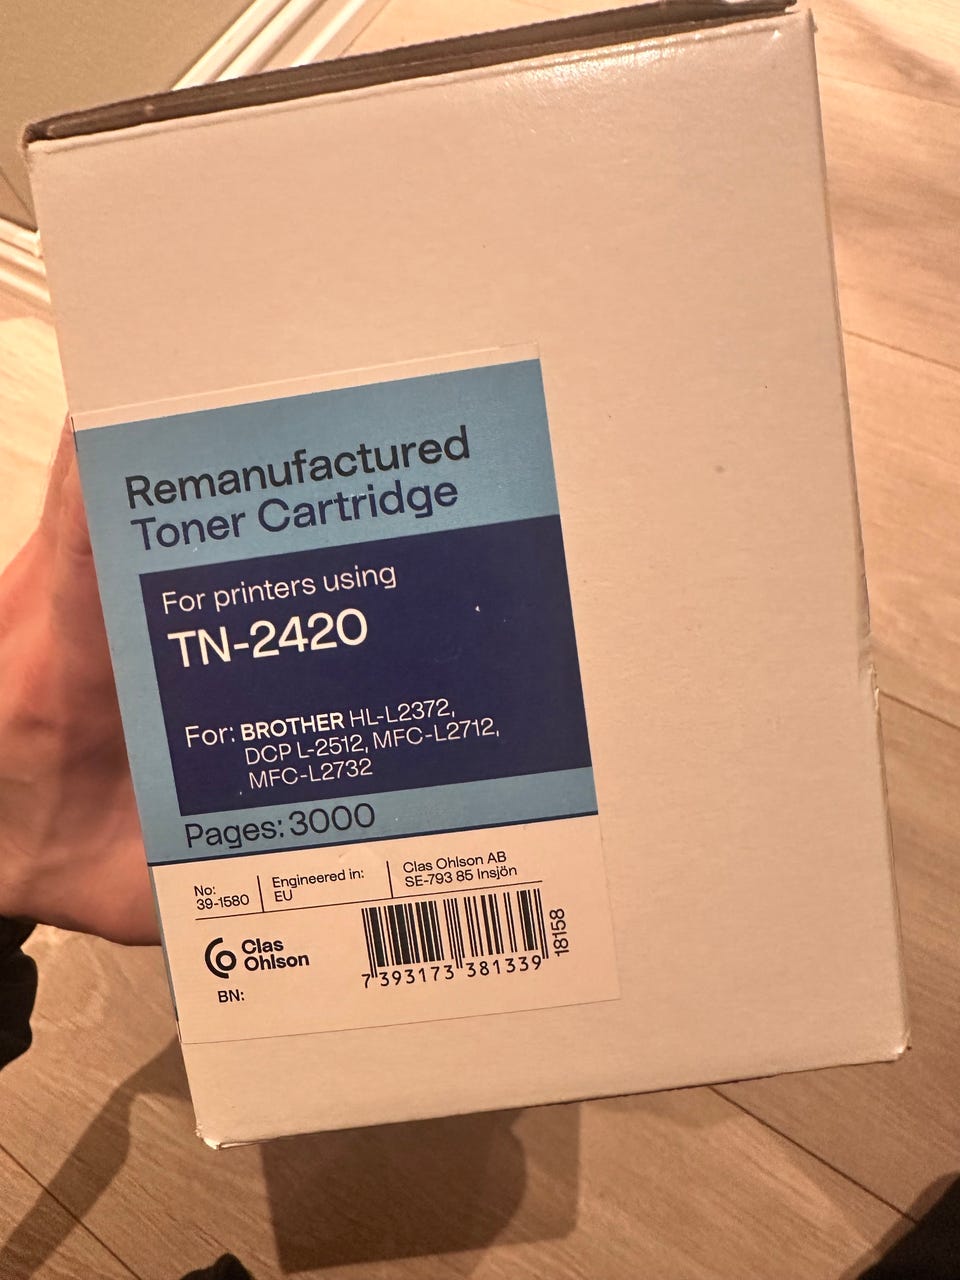 Remanufactured
Toner Cartridge
For printers using
TN-2420
For: BROTHER HL-L2372,
DCP L-2512, MFC-L2712,
MFC-L2732
Pages: 3000
No:
39-1580
Engineered in:
EU
Clas Ohlson AB
SE-793 85 Insjön
Clas
Ohlson
BN:
7 393173 381339
18158